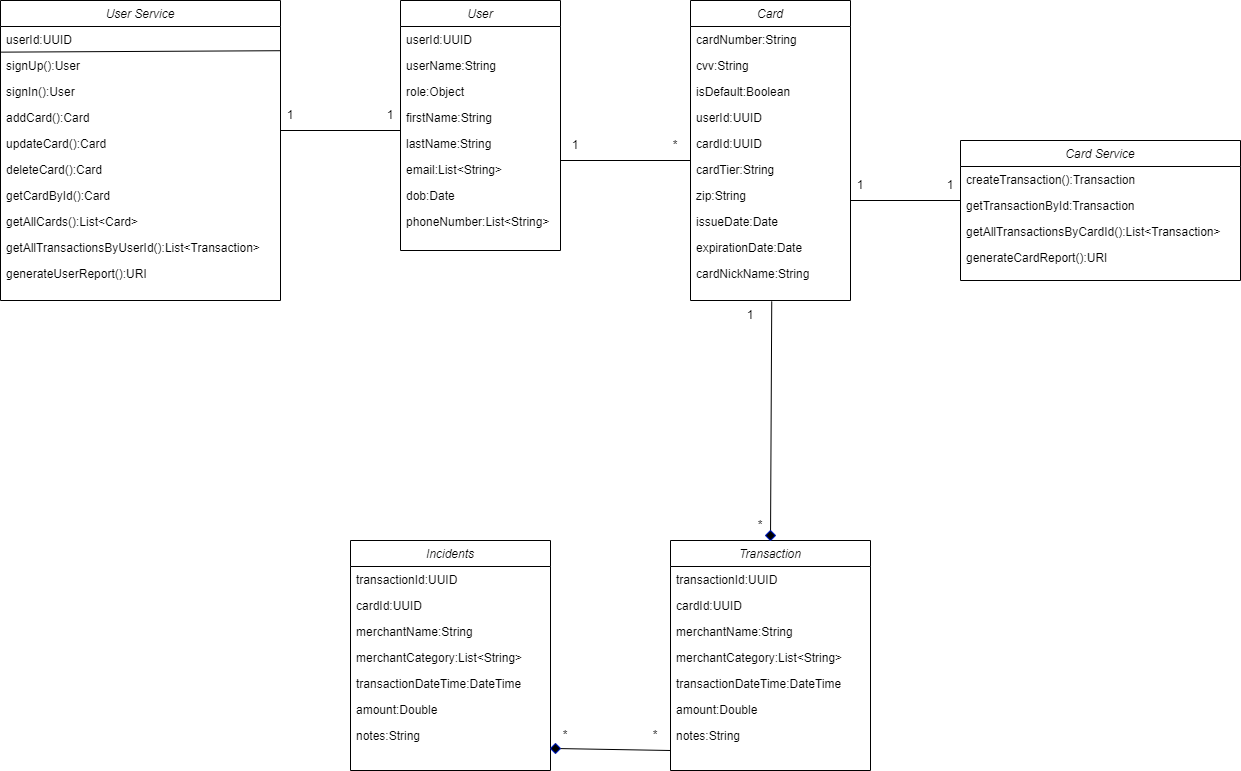 User Service
userId:UUID
signUp():User
signIn():User
addCard():Card
updateCard():Card
deleteCard():Card
getCardById():Card
getAllCards():List<Card>
getAllTransactionsByUserId():List<Transaction>
generateUserReport():URI
1
1
User
userId:UUID
userName:String
role:Object
firstName:String
lastName:String
email:List<String>
dob:Date
phoneNumber:List<String>
1
*
Card
cardNumber:String
cvv:String
isDefault:Boolean
userId:UUID
cardId:UUID
cardTier:String
zip:String
issueDate:Date
expirationDate:Date
cardNickName:String
1
1
Card Service
createTransaction():Transaction
getTransactionById:Transaction
getAllTransactionsByCardId():List<Transaction>
generateCardReport():URI
1
*
Incidents
transactionId:UUID
cardId:UUID
merchantName:String
merchantCategory:List<String>
transactionDateTime:DateTime
amount:Double
notes:String
*
*
Transaction
transactionId:UUID
cardId:UUID
merchantName:String
merchantCategory:List<String>
transactionDateTime:DateTime
amount:Double
notes:String